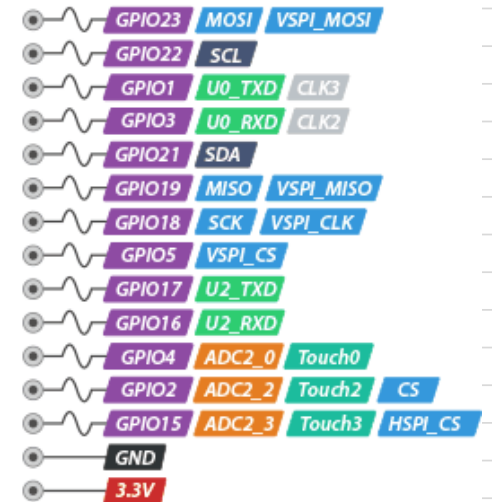 GPIO23 MOSI VSPI_MOSI
GPIO22 SCL
GPIO1 U0_TXD CLK3
GPIO3 U0_RXD CLK2
GPIO21 SDA
GPIO19 MISO VSPI_MISO
GPIO18 SCK VSPI_CLK
GPIO5 VSPI_CS
GPIO17 U2_TXD
GPIO16 U2_RXD
GPIO4 ADC2_0 Touch0
GPIO2 ADC2_2 Touch2 CS
GPIO15 ADC2_3 Touch3 HSPI_CS
GND
3.3V